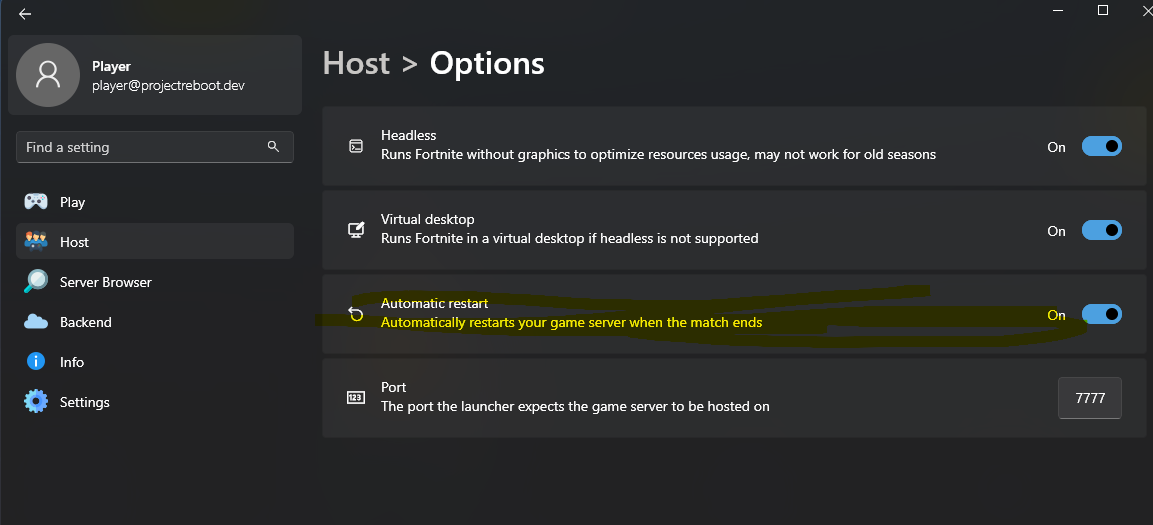 Player
player@projectreboot.dev
Find a setting
Play
Host
Server Browser
Backend
Info
Settings
Host > Options
Headless
Runs Fortnite without graphics to optimize resources usage, may not work for old seasons
On
Virtual desktop
Runs Fortnite in a virtual desktop if headless is not supported
On
Automatic restart
Automatically restarts your game server when the match ends
On
123
Port
The port the launcher expects the game server to be hosted on
7777